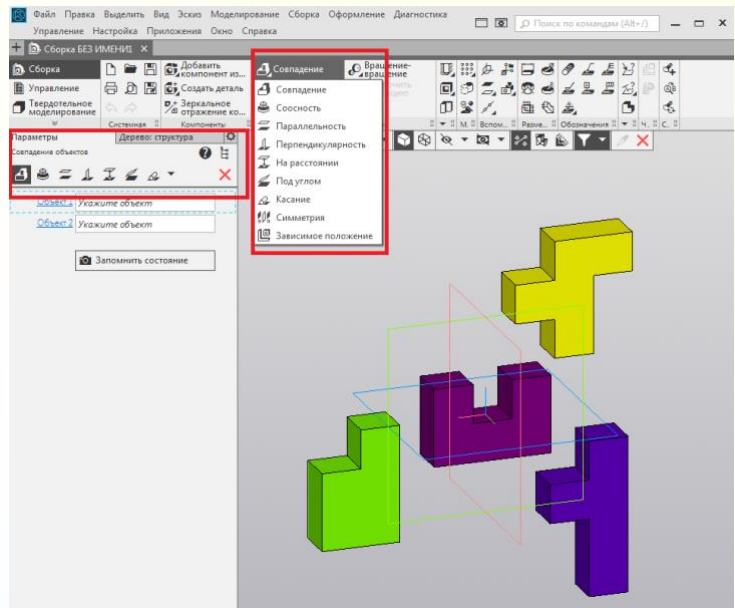 Файл Правка Выделить Вид Эскиз Моделирование Сборка Оформление Диагностика
Управление Настройка Приложения Окно Справка
Поиск по командам (Alt+/)
Сборка БЕЗ ИМЕНИ1
Сборка
Управление
Твердотельное моделирование
Системная
Добавить компонент из...
Создать деталь
Зеркальное отражение ко...
Компоненты
Совпадение
Вращение-вращение
М.
Вспом...
Разме...
Обозначения
Ч.
С.
Совпадение
Соосность
Параллельность
Перпендикулярность
На расстоянии
Под углом
Касание
Симметрия
Зависимое положение
Параметры
Дерево: структура
Совпадение объектов
Объект 1 Укажите объект
Объект 2 Укажите объект
Запомнить состояние